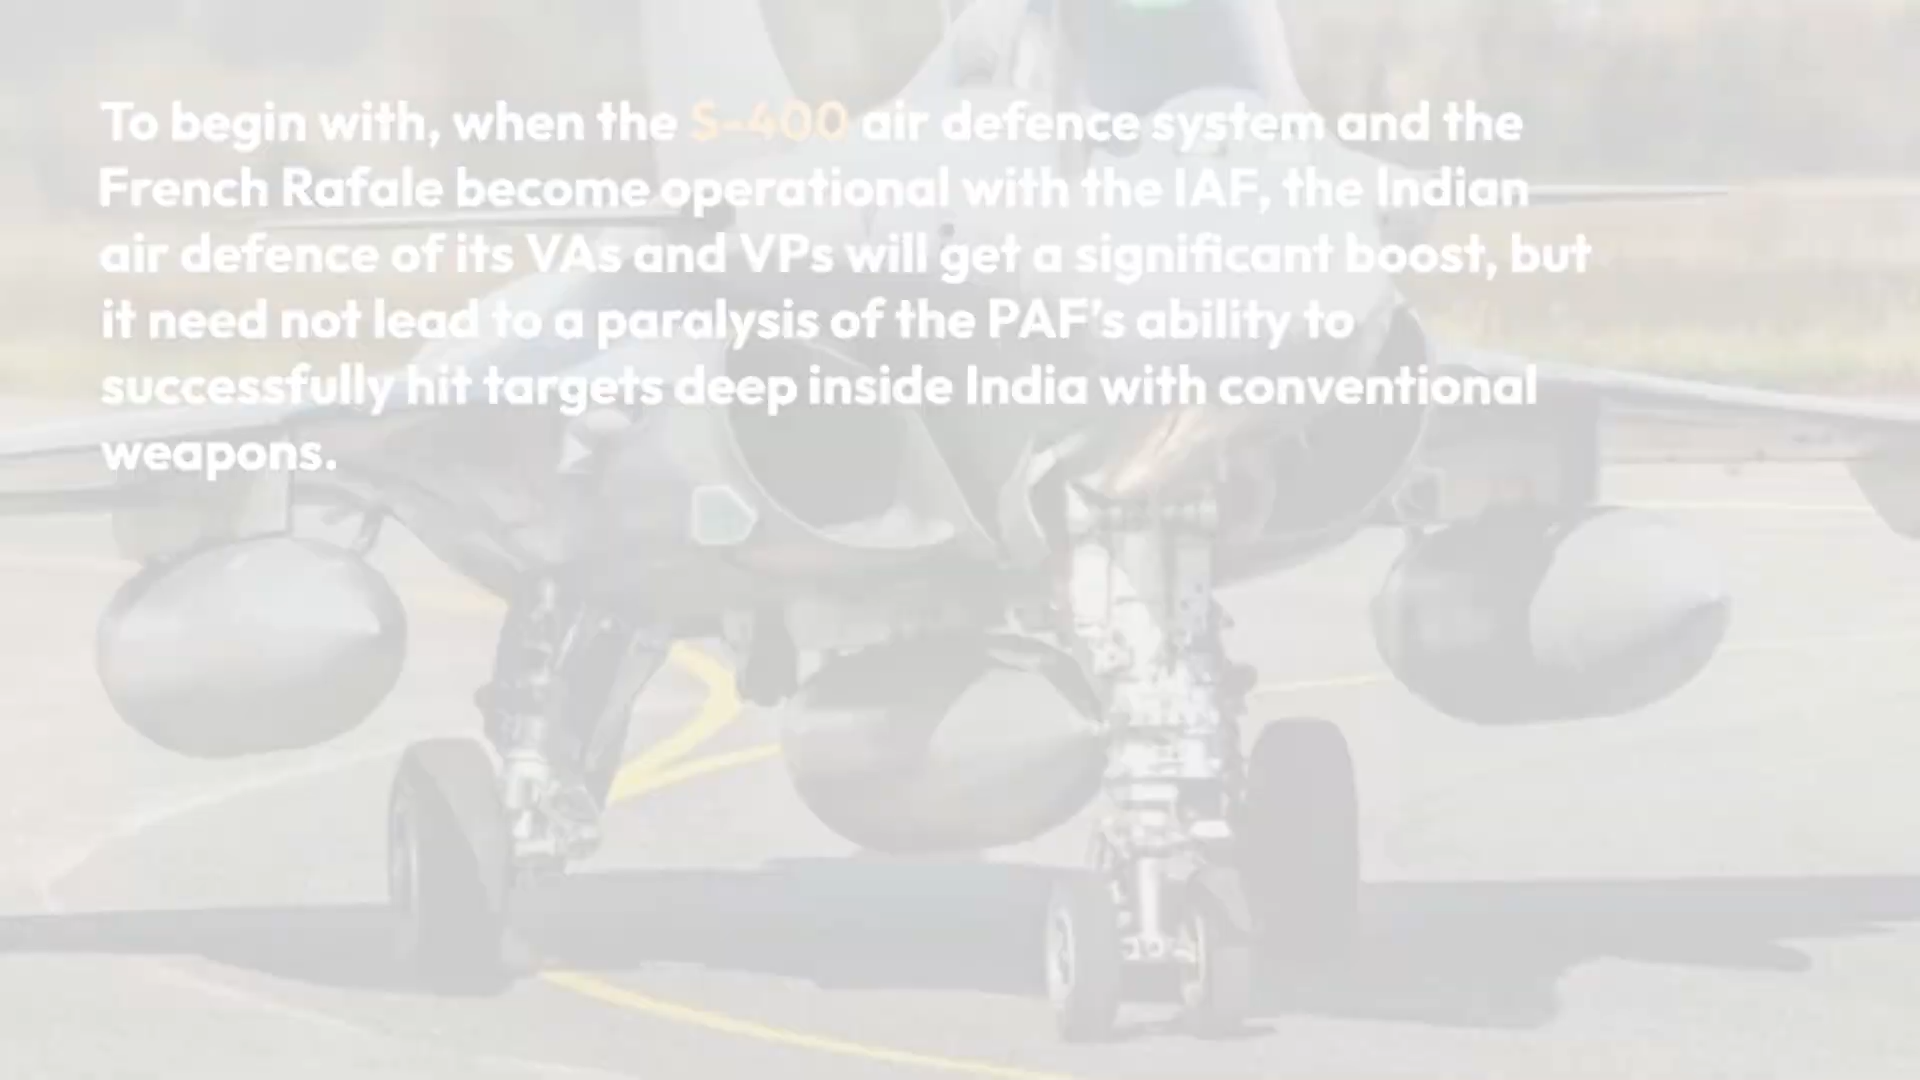 To begin with, when the S-400 air defence system and the
French Rafale become operational with the IAF, the Indian
air defence of its VAs and VPs will get a significant boost, but
it need not lead to a paralysis of the PAF's ability to
successfully hit targets deep inside India with conventional
weapons.